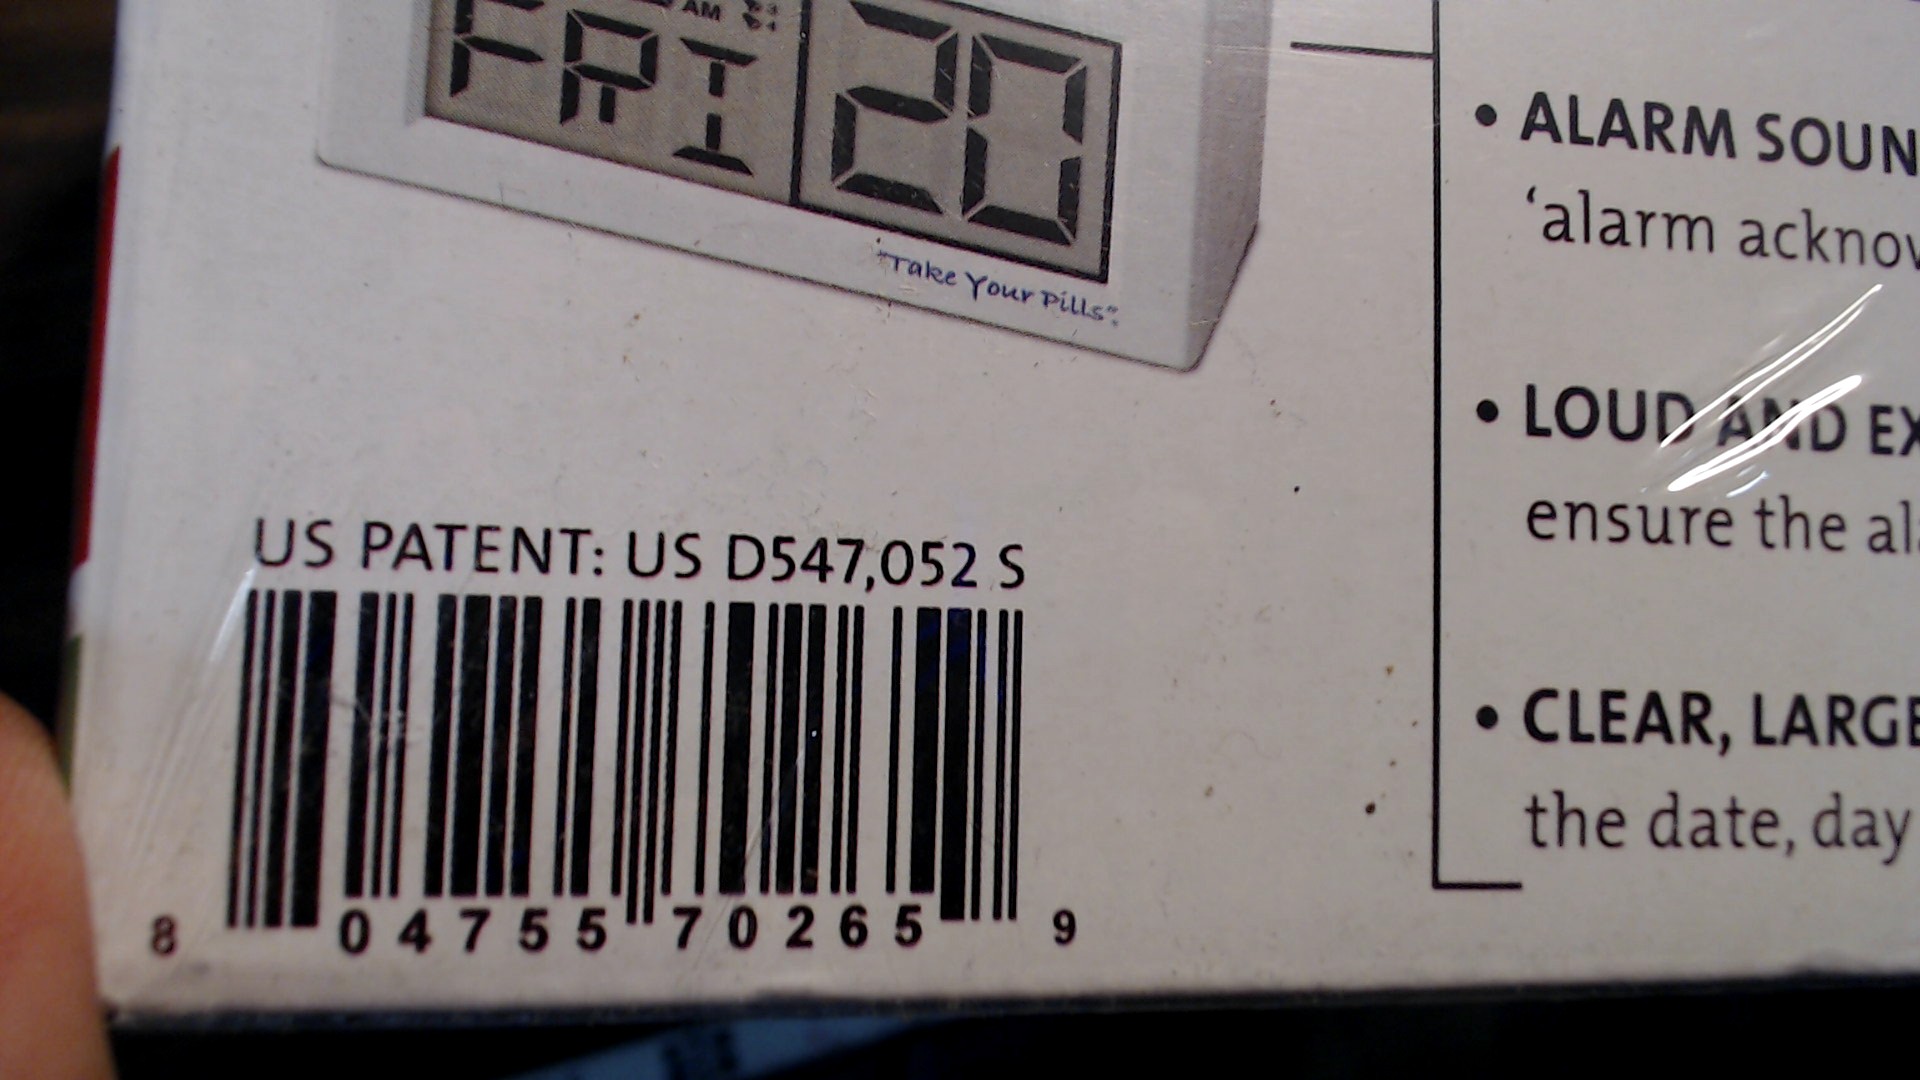 AM
FRI 20
"Take Your Pills".
US PATENT: US D547,052 S
8 04755 70265 9
• ALARM SOUN
‘alarm acknow
• LOUD AND EX
ensure the al
• CLEAR, LARGE
the date, day